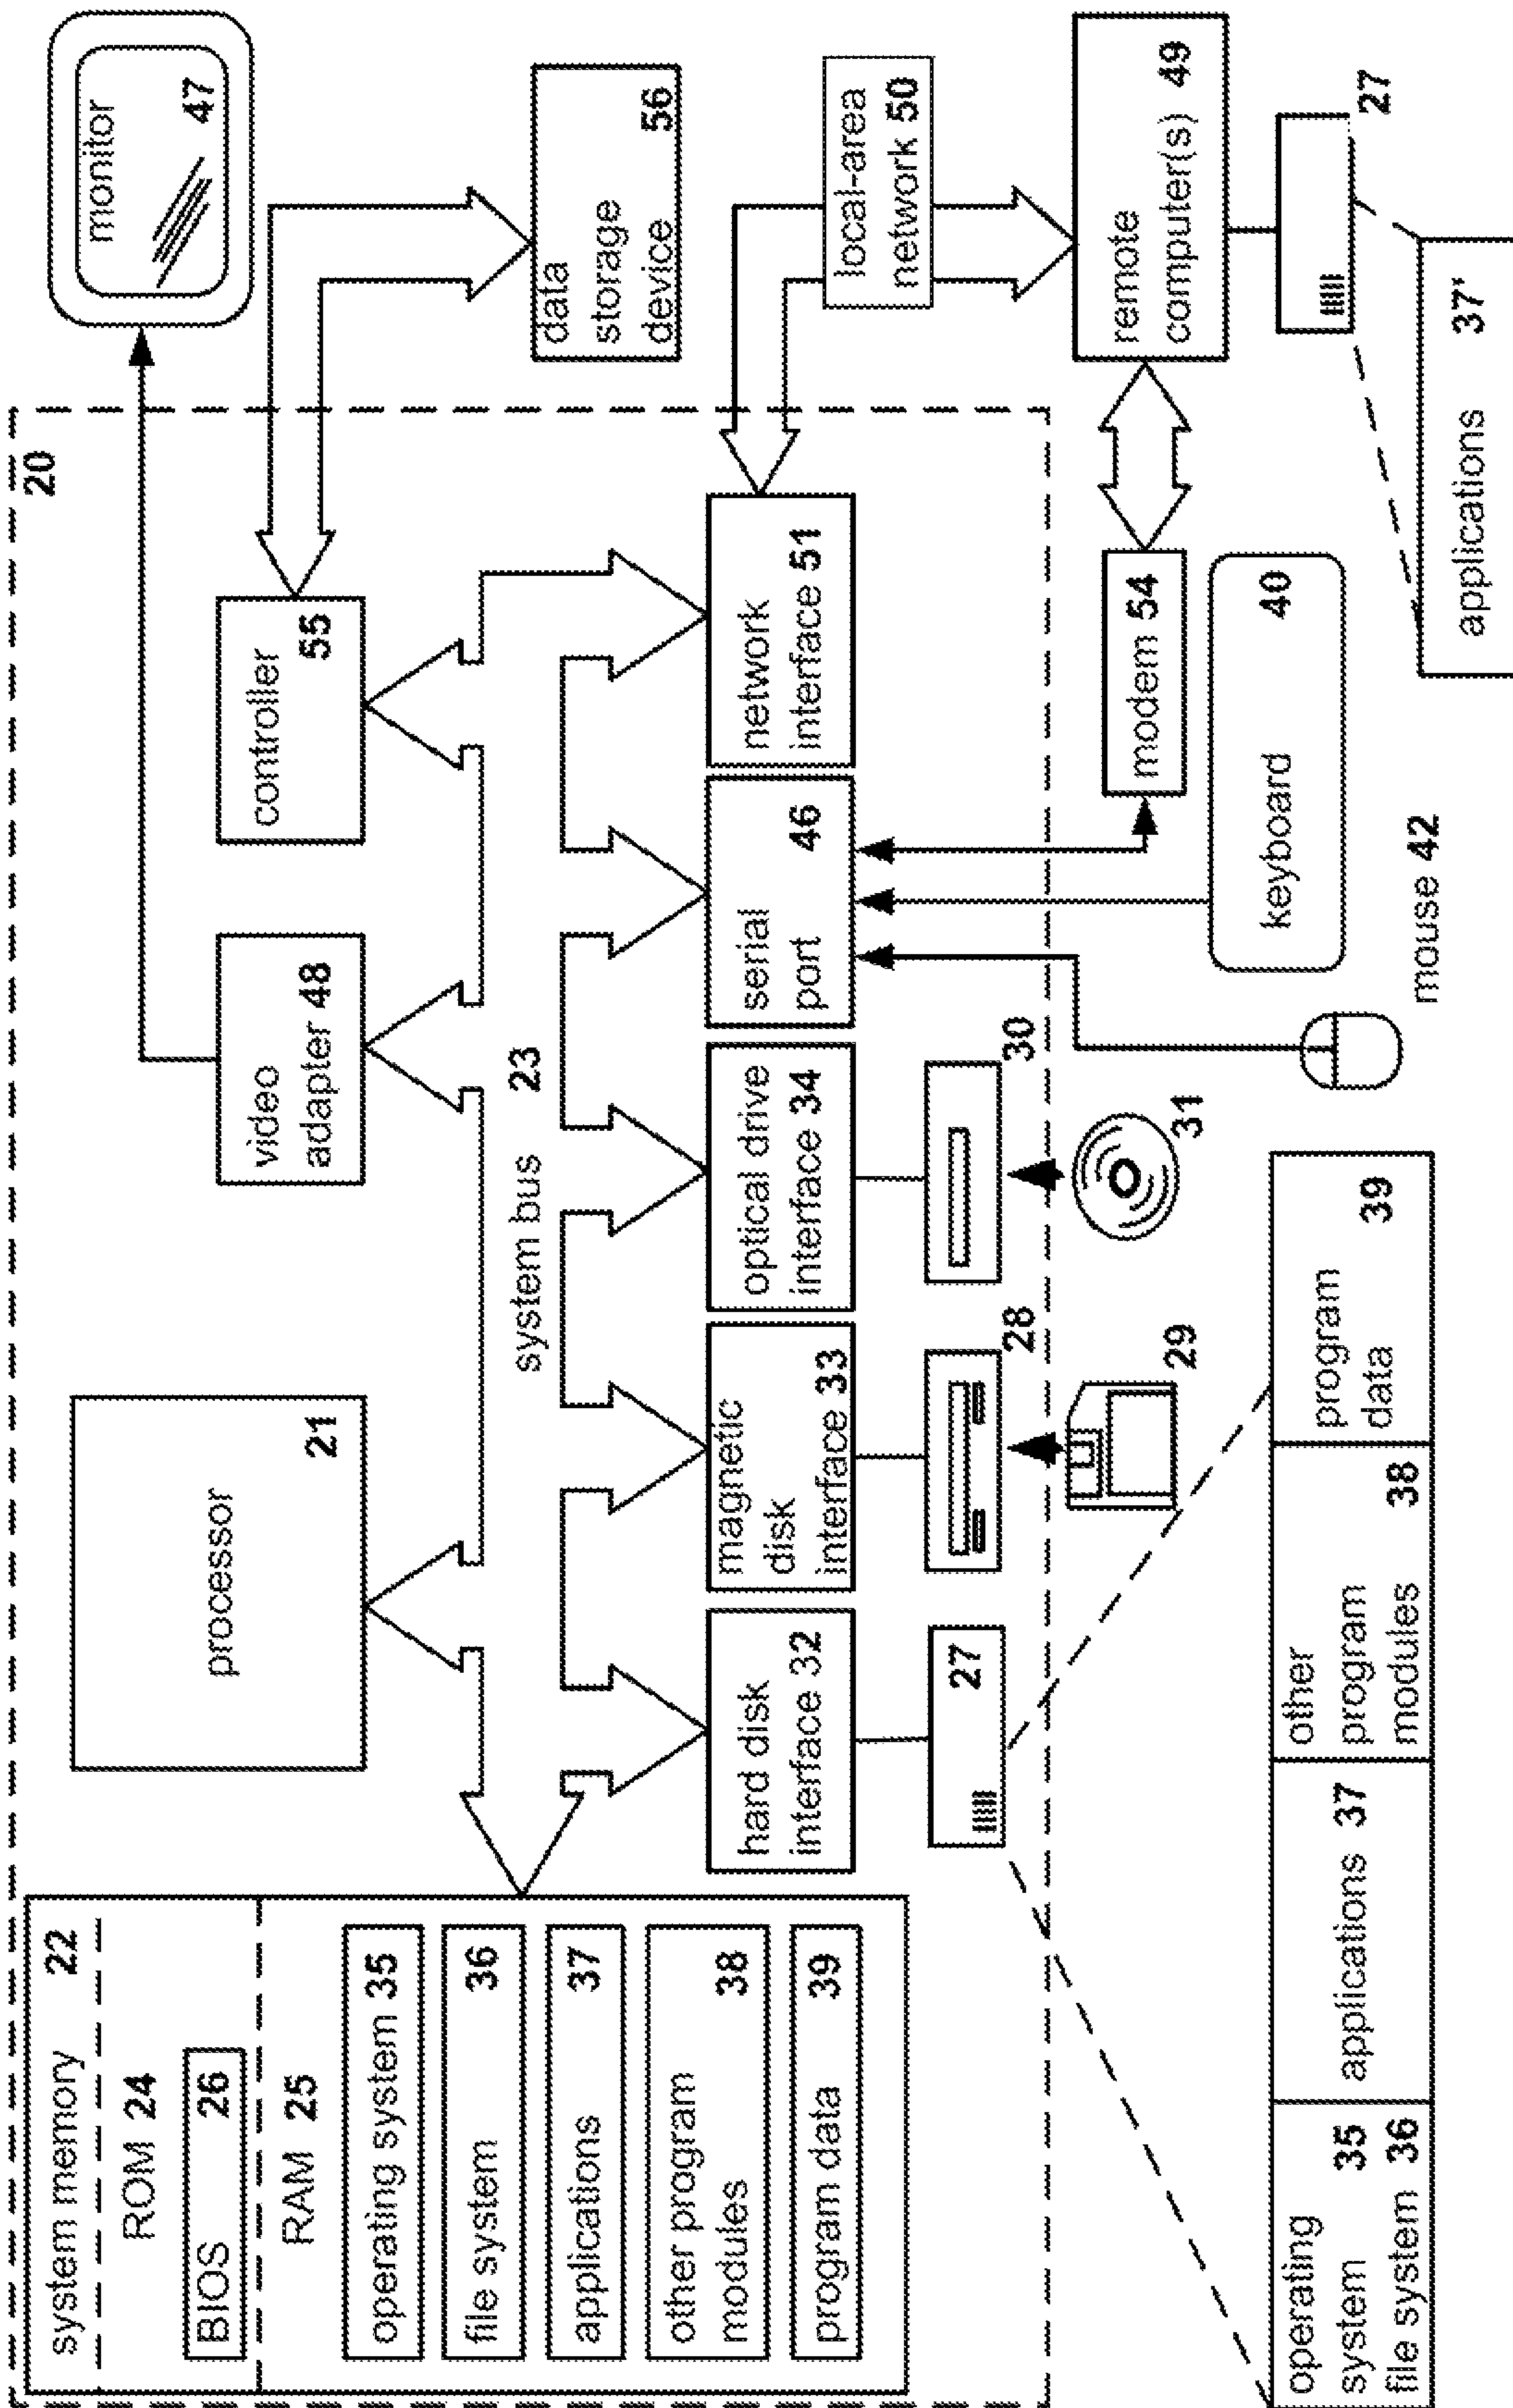 20
system memory 22
ROM 24
BIOS 26
RAM 25
operating system 35
file system 36
applications 37
other program
modules 38
program data 39
processor
21
video
adapter 48
controller
55
monitor
47
system bus 23
data
storage
device 56
hard disk
interface 32
magnetic
disk
interface 33
optical drive
interface 34
serial
port 46
network
interface 51
local-area
network 50
27
28
30
29
31
modem 54
remote
computer(s) 49
keyboard 40
mouse 42
27
operating
system 35
file system 36
applications 37
other
program
modules 38
program
data 39
applications 37'